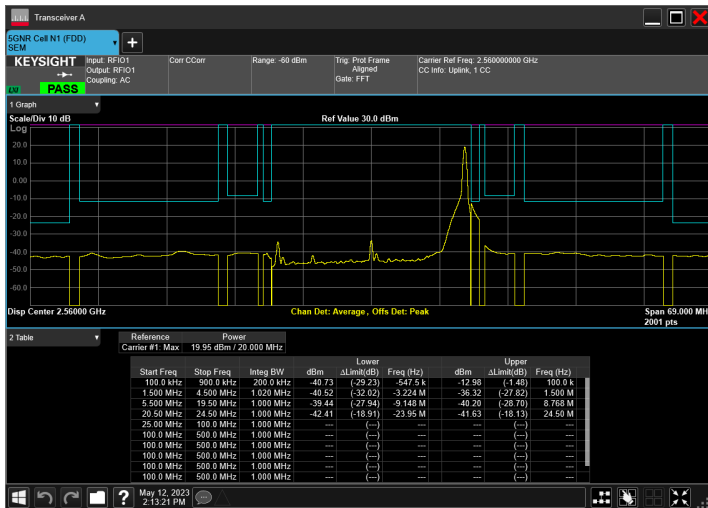 Transceiver A
5GNR Cell N1 (FDD)
SEM
KEYSIGHT
LXI
PASS
Input: RFIO1
Output: RFIO1
Coupling: AC
Corr CCorr
Range: -60 dBm
Trig: Prot Frame
Aligned
Gate: FFT
Carrier Ref Freq: 2.560000000 GHz
CC Info: Uplink, 1 CC
1 Graph
Scale/Div 10 dB
Ref Value 30.0 dBm
Log
20.0
10.0
0.00
-10.0
-20.0
-30.0
-40.0
-50.0
-60.0
Disp Center 2.56000 GHz
Chan Det: Average, Offs Det: Peak
Span 69.000 MH
2001 pts
2 Table
Reference Power
Carrier #1: Max 19.95 dBm / 20.000 MHz
Lower Upper
Start Freq Stop Freq Integ BW dBm ΔLimit(dB) Freq (Hz) dBm ΔLimit(dB) Freq (Hz)
100.0 kHz 900.0 kHz 200.0 kHz -40.73 (-29.23) -547.5 k -12.98 (-1.48) 100.0 k
1.500 MHz 4.500 MHz 1.020 MHz -40.52 (-32.02) -3.224 M -36.32 (-27.82) 1.500 M
5.500 MHz 19.50 MHz 1.000 MHz -39.44 (-27.94) -9.148 M -40.20 (-28.70) 8.768 M
20.50 MHz 24.50 MHz 1.000 MHz -42.41 (-18.91) -23.95 M -41.63 (-18.13) 24.50 M
25.00 MHz 100.0 MHz 1.000 MHz --- (---) --- --- (---) ---
100.0 MHz 500.0 MHz 1.000 MHz --- (---) --- --- (---) ---
100.0 MHz 500.0 MHz 1.000 MHz --- (---) --- --- (---) ---
100.0 MHz 500.0 MHz 1.000 MHz --- (---) --- --- (---) ---
100.0 MHz 500.0 MHz 1.000 MHz --- (---) --- --- (---) ---
100.0 MHz 500.0 MHz 1.000 MHz --- (---) --- --- (---) ---
May 12, 2023
2:13:21 PM